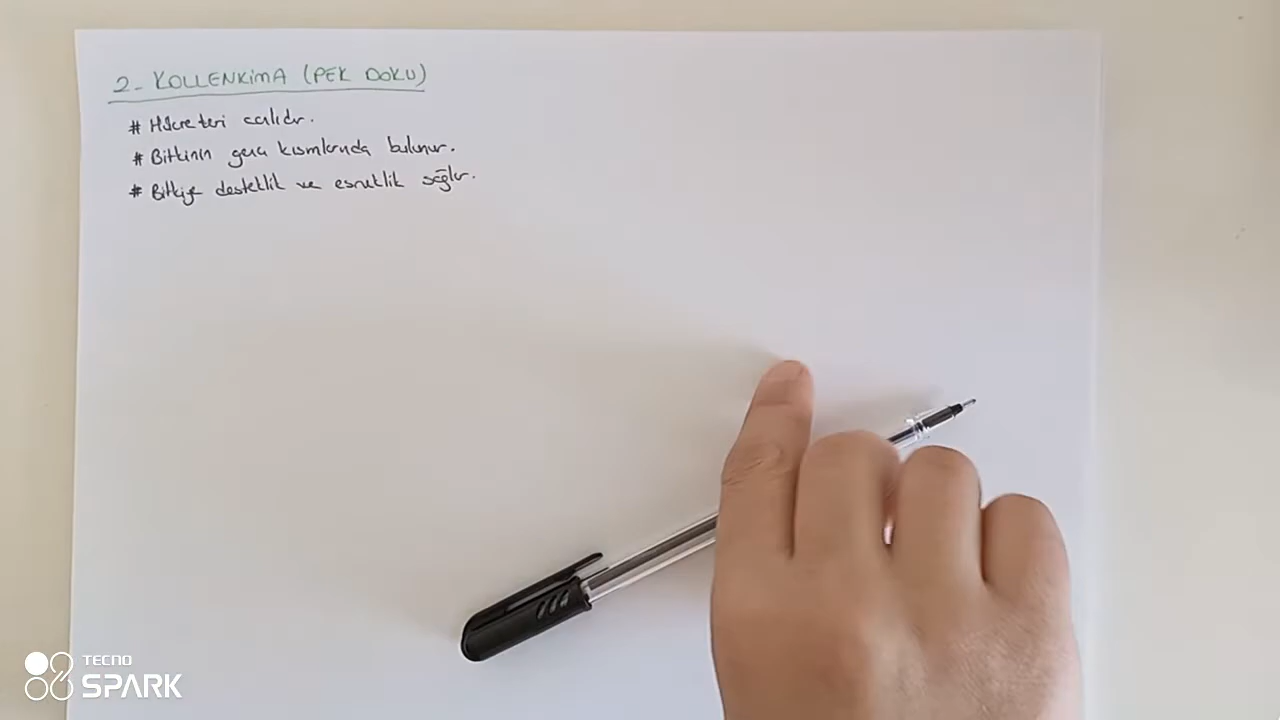 2- KOLLENKİMA (PEK DOKU)
# Hücreleri canlıdır.
# Bitkinin genç kısımlarında bulunur.
# Bitkiye desteklik ve esneklik sağlar.
TECNO
SPARK